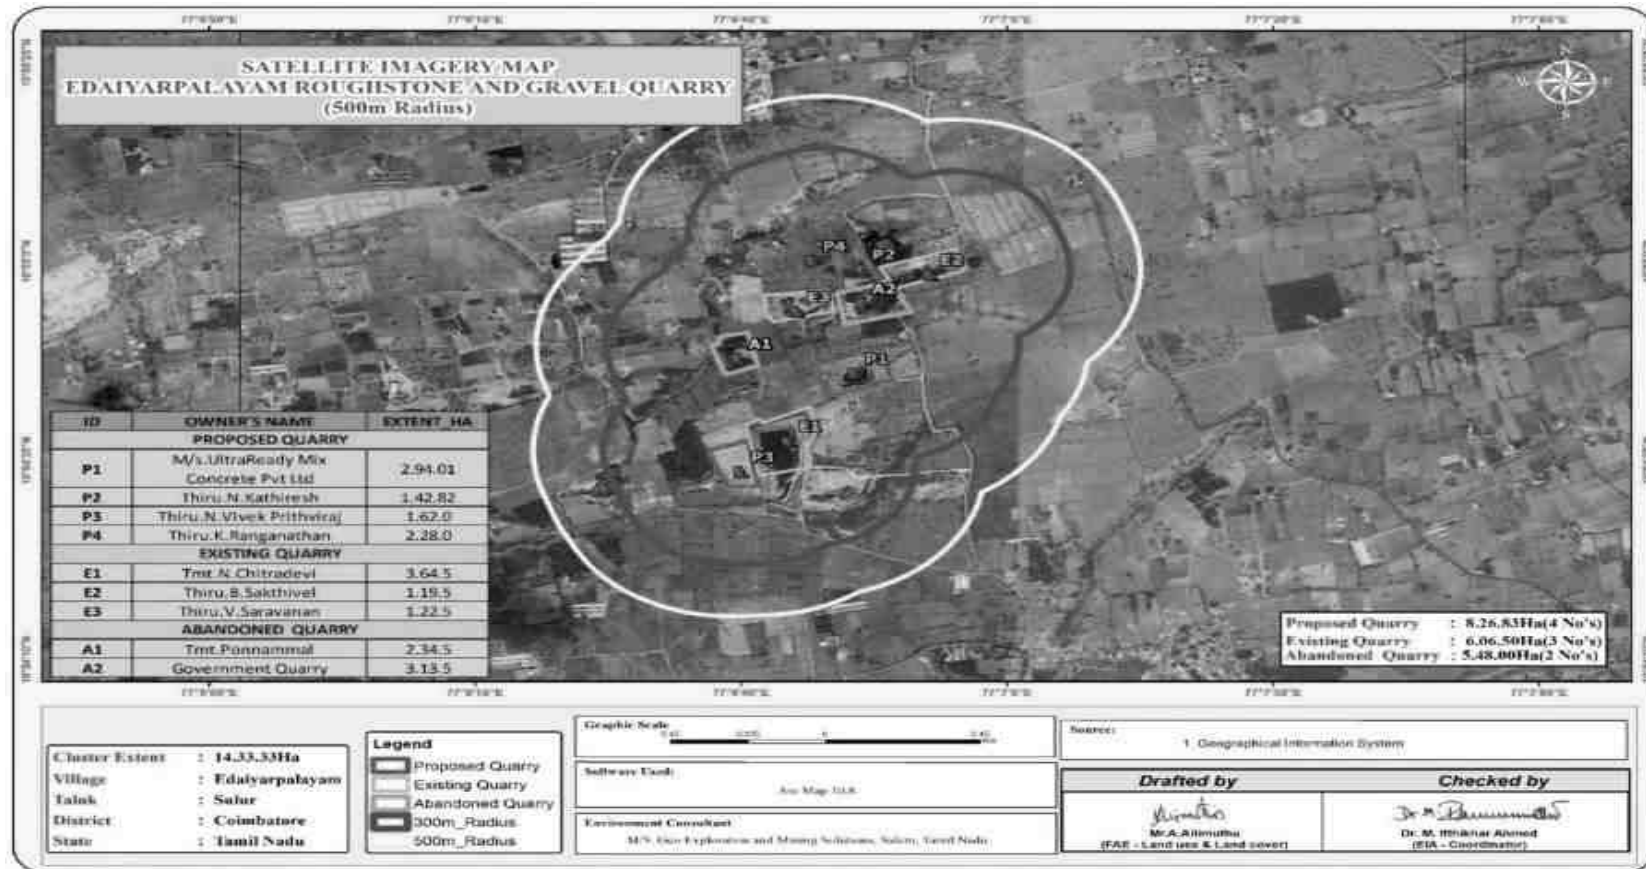 SATELLITE IMAGERY MAP
EDAIYARPALAYAM ROUGHSTONE AND GRAVEL QUARRY
(500m Radius)
P4
P2
E2
E3
A2
A1
P1
E1
P3
ID OWNER'S NAME EXTENT_HA
PROPOSED QUARRY
P1 M/s.UltraReady Mix Concrete Pvt Ltd 2.94.01
P2 Thiru.N.Kathiresh 1.42.82
P3 Thiru.N.Vivek Prithviraj 1.62.0
P4 Thiru.K.Ranganathan 2.28.0
EXISTING QUARRY
E1 Tmt.N.Chitradevi 3.64.5
E2 Thiru.B.Sakthivel 1.19.5
E3 Thiru.V.Saravanan 1.22.5
ABANDONED QUARRY
A1 Tmt.Ponnammal 2.34.5
A2 Government Quarry 3.13.5
Proposed Quarry : 8.26.83Ha(4 No's)
Existing Quarry : 6.06.50Ha(3 No's)
Abandoned Quarry : 5.48.00Ha(2 No's)
Cluster Extent : 14.33.33Ha
Village : Edaiyarpalayam
Taluk : Sulur
District : Coimbatore
State : Tamil Nadu
Legend
Proposed Quarry
Existing Quarry
Abandoned Quarry
300m_Radius
500m_Radius
Graphic Scale
Software Used:
Environment Consultant
M/S. Geo Exploration and Mining Solutions, Salem, Tamil Nadu
Source:
1. Geographical Information System
Drafted by
Mr.A.Allimuthu
(FAE - Land use & Land cover)
Checked by
Dr. M. Ifthikhar Ahmed
(EIA - Coordinator)